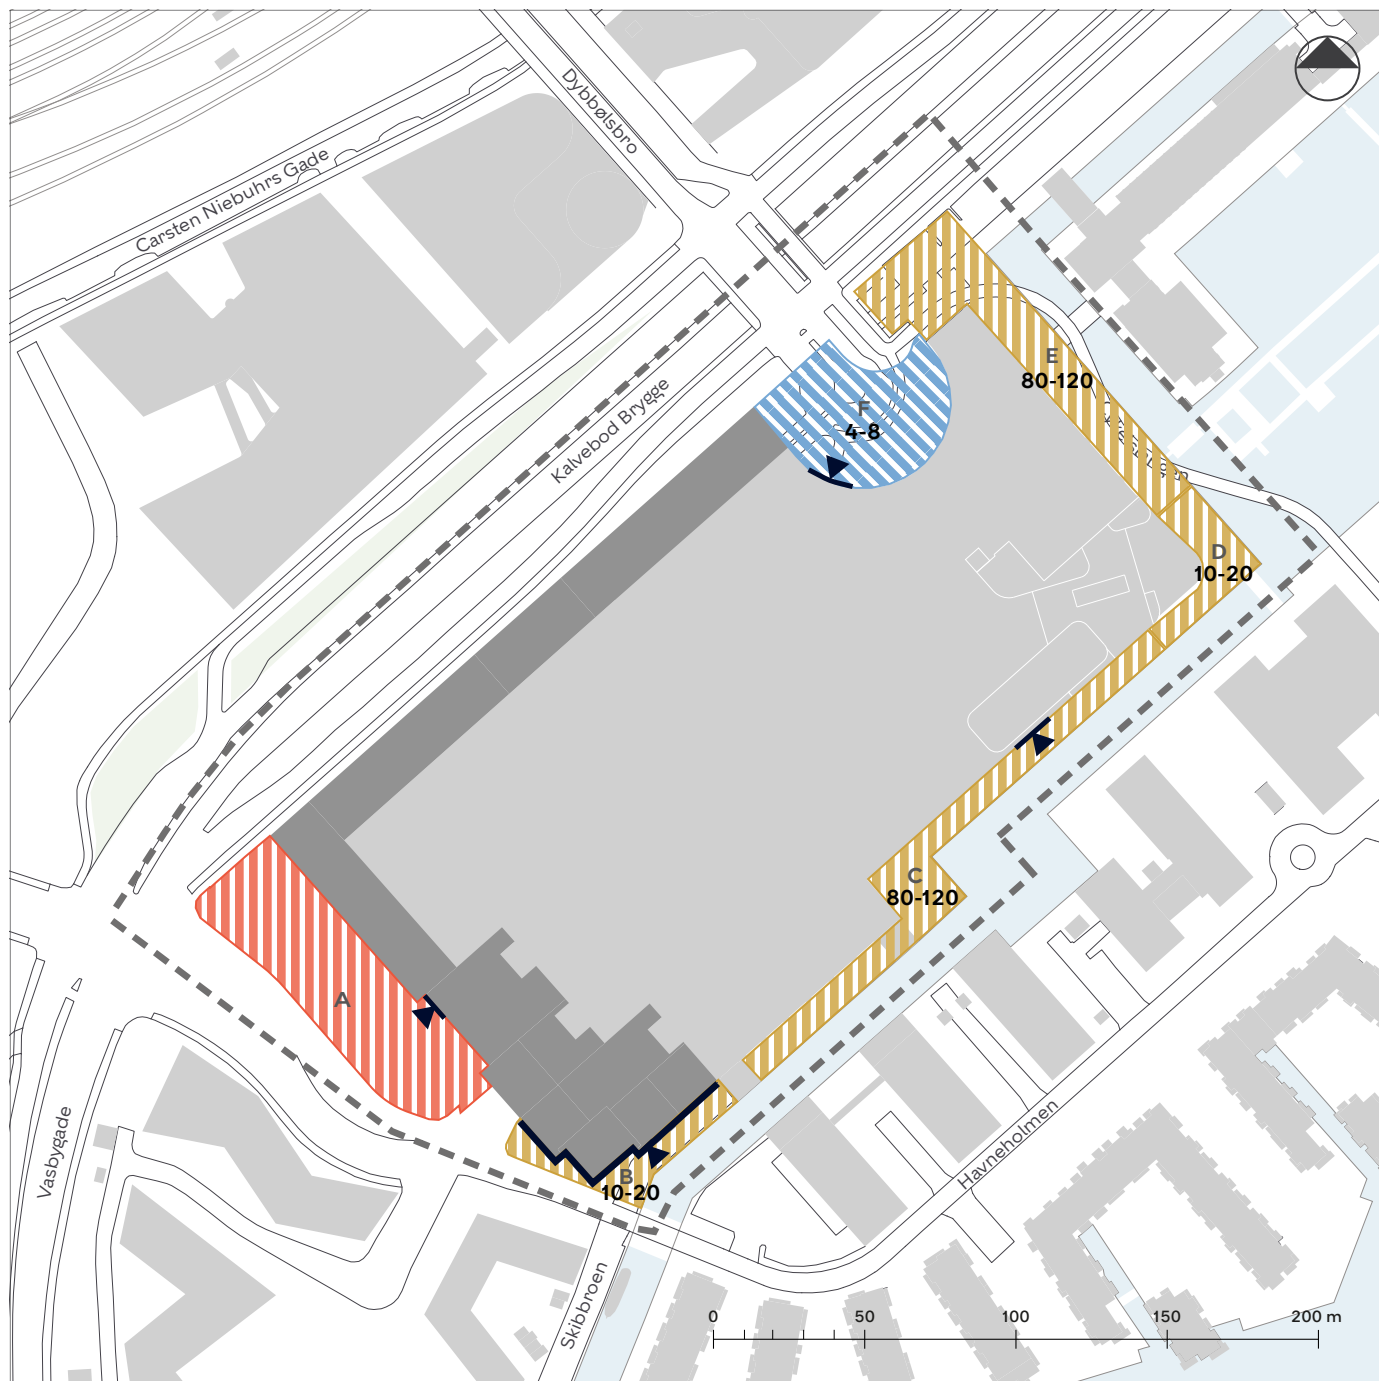 Dybbølsbro
Carsten Niebuhrs Gade
Kalvebod Brygge
E
80-120
F
4-8
D
10-20
C
80-120
A
B
10-20
Vasbygade
Havneholmen
Skibbroen
0 50 100 150 200 m